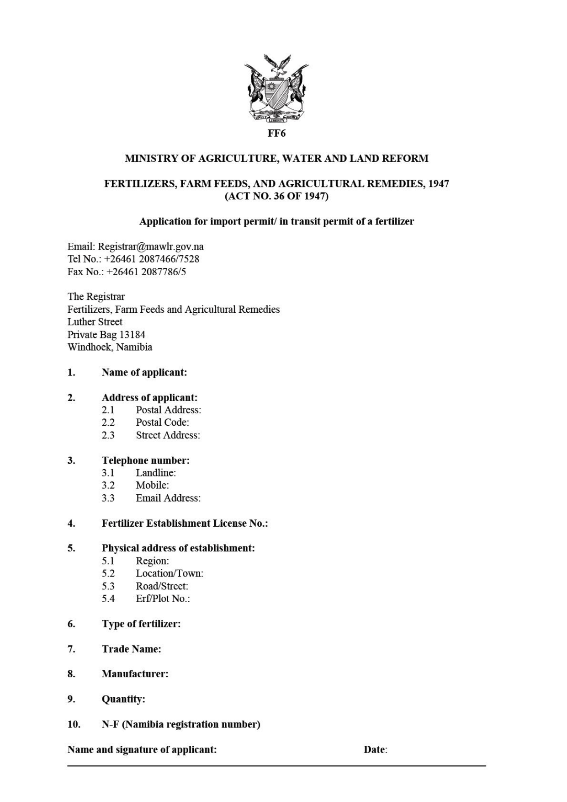 FF6
MINISTRY OF AGRICULTURE, WATER AND LAND REFORM
FERTILIZERS, FARM FEEDS, AND AGRICULTURAL REMEDIES, 1947
(ACT NO. 36 OF 1947)
Application for import permit/ in transit permit of a fertilizer
Email: Registrar@mawlr.gov.na
Tel No.: +26461 2087466/7528
Fax No.: +26461 2087786/5
The Registrar
Fertilizers, Farm Feeds and Agricultural Remedies
Luther Street
Private Bag 13184
Windhoek, Namibia
1. Name of applicant:
2. Address of applicant:
2.1 Postal Address:
2.2 Postal Code:
2.3 Street Address:
3. Telephone number:
3.1 Landline:
3.2 Mobile:
3.3 Email Address:
4. Fertilizer Establishment License No.:
5. Physical address of establishment:
5.1 Region:
5.2 Location/Town:
5.3 Road/Street:
5.4 Erf/Plot No.:
6. Type of fertilizer:
7. Trade Name:
8. Manufacturer:
9. Quantity:
10. N-F (Namibia registration number)
Name and signature of applicant: Date: